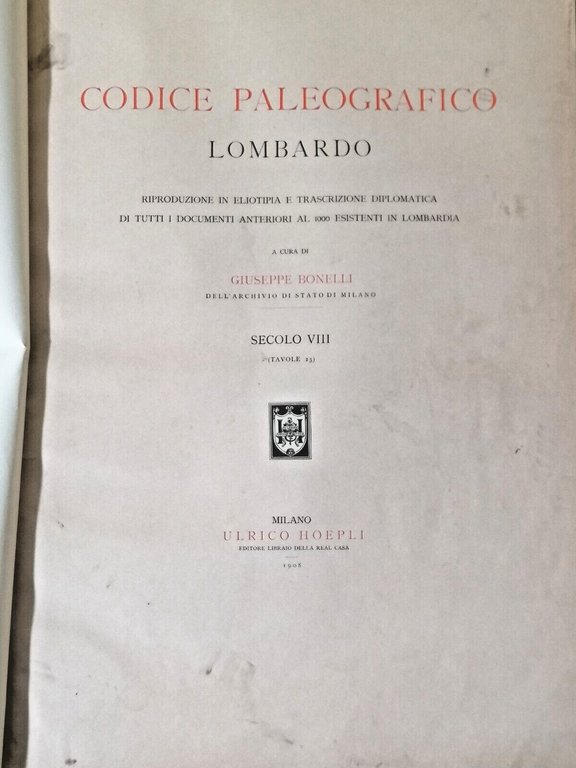 CODICE PALEOGRAFICO
LOMBARDO
RIPRODUZIONE IN ELIOTIPIA E TRASCRIZIONE DIPLOMATICA
DI TUTTI I DOCUMENTI ANTERIORI AL 1000 ESISTENTI IN LOMBARDIA
A CURA DI
GIUSEPPE BONELLI
DELL'ARCHIVIO DI STATO DI MILANO
SECOLO VIII
(TAVOLE 23)
MILANO
ULRICO HOEPLI
EDITORE LIBRAIO DELLA REAL CASA
1908